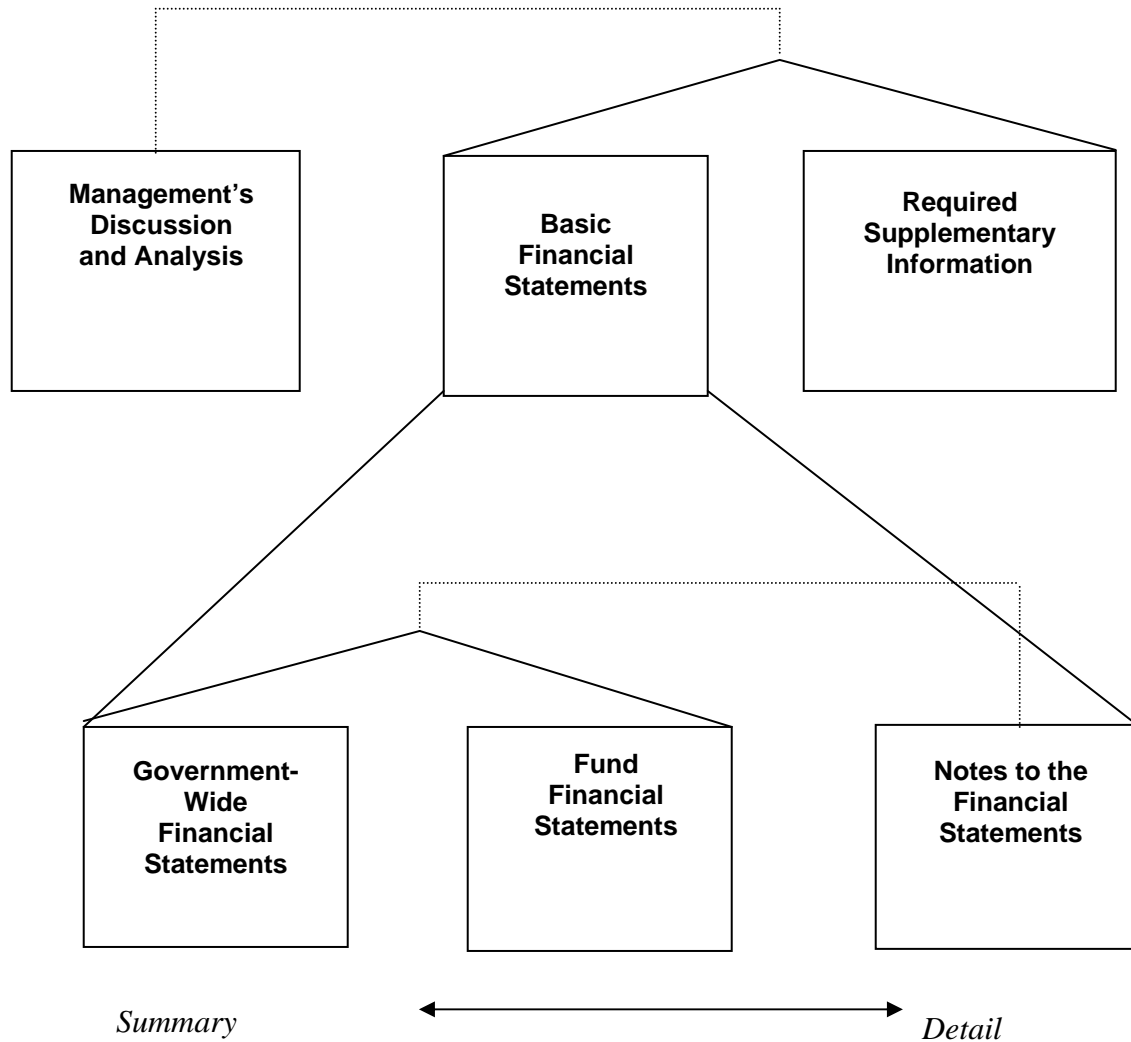 Management’s
Discussion
and Analysis
Basic
Financial
Statements
Required
Supplementary
Information
Government-
Wide
Financial
Statements
Fund
Financial
Statements
Notes to the
Financial
Statements
Summary
Detail